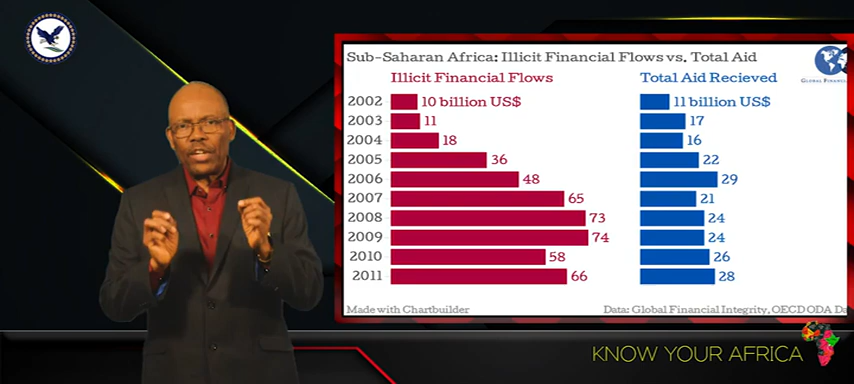 Sub-Saharan Africa: Illicit Financial Flows vs. Total Aid
Illicit Financial Flows Total Aid Recieved
2002 10 billion US$ 11 billion US$
2003 11 17
2004 18 16
2005 36 22
2006 48 29
2007 65 21
2008 73 24
2009 74 24
2010 58 26
2011 66 28
Made with Chartbuilder Data: Global Financial Integrity, OECD ODA Da
KNOW YOUR AFRICA